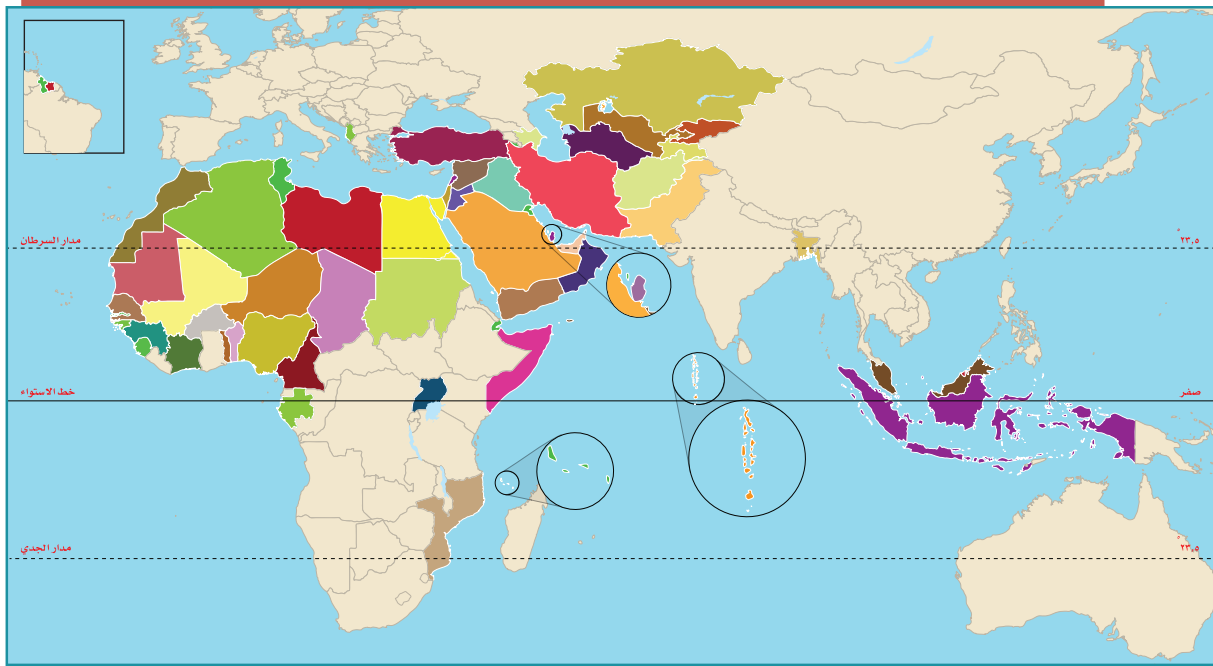 مدار السرطان
°٢٣,٥
خط الاستواء
صفر
مدار الجدي
°٢٣,٥